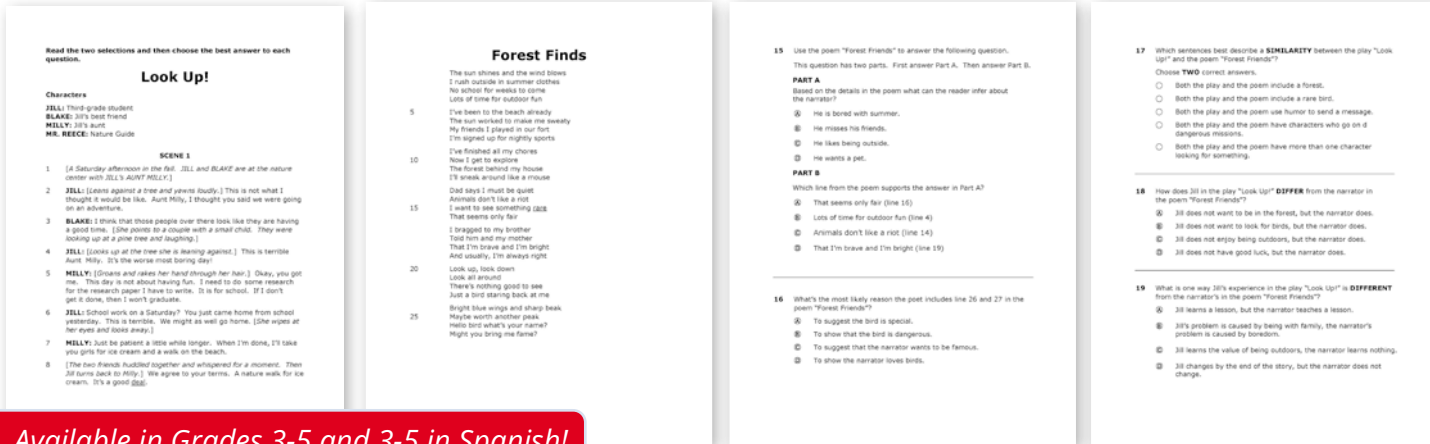 Read the two selections and then choose the best answer to each
question.
Look Up!
Characters
JILL: Third-grade student
BLAKE: Jill's best friend
MILLY: Jill's aunt
MR. REECE: Nature Guide
SCENE 1
1 [A Saturday afternoon in the fall. JILL and BLAKE are at the nature
center with JILL'S AUNT MILLY.]
2 JILL: [Leans against a tree and yawns loudly.] This is not what I
thought it would be like. Aunt Milly, I thought you said we were going
on an adventure.
3 BLAKE: I think that those people over there look like they are having
a good time. [She points to a couple with a small child. They were
looking up at a pine tree and laughing.]
4 JILL: [Looks up at the tree she is leaning against.] This is terrible
Aunt Milly. It's the worse most boring day!
5 MILLY: [Groans and rakes her hand through her hair.] Okay, you got
me. This day is not about having fun. I need to do some research
for the research paper I have to write. It is for school. If I don't
get it done, then I won't graduate.
6 JILL: School work on a Saturday? You just came home from school
yesterday. This is terrible. We might as well go home. [She wipes at
her eyes and looks away.]
7 MILLY: Just be patient a little while longer. When I'm done, I'll take
you girls for ice cream and a walk on the beach.
8 [The two friends huddled together and whispered for a moment. Then
Jill turns back to Milly.] We agree to your terms. A nature walk for ice
cream. It's a good deal.
Available in Grades 3-5 and 3-5 in Spanish!
Forest Finds
The sun shines and the wind blows
I rush outside in summer clothes
No school for weeks to come
Lots of time for outdoor fun
5 I've been to the beach already
The sun worked to make me sweaty
My friends I played in our fort
I'm signed up for nightly sports
I've finished all my chores
10 Now I get to explore
The forest behind my house
I'll sneak around like a mouse
Dad says I must be quiet
Animals don't like a riot
15 I want to see something rare
That seems only fair
I bragged to my brother
Told him and my mother
That I'm brave and I'm bright
And usually, I'm always right
20 Look up, look down
Look all around
There's nothing good to see
Just a bird staring back at me
Bright blue wings and sharp beak
25 Maybe worth another peak
Hello bird what's your name?
Might you bring me fame?
15 Use the poem "Forest Friends" to answer the following question.
This question has two parts. First answer Part A. Then answer Part B.
PART A
Based on the details in the poem what can the reader infer about
the narrator?
A He is bored with summer.
B He misses his friends.
C He likes being outside.
D He wants a pet.
PART B
Which line from the poem supports the answer in Part A?
A That seems only fair (line 16)
B Lots of time for outdoor fun (line 4)
C Animals don't like a riot (line 14)
D That I'm brave and I'm bright (line 19)
16 What's the most likely reason the poet includes line 26 and 27 in the
poem "Forest Friends"?
A To suggest the bird is special.
B To show that the bird is dangerous.
C To suggest that the narrator wants to be famous.
D To show the narrator loves birds.
17 Which sentences best describe a SIMILARITY between the play "Look
Up!" and the poem "Forest Friends"?
Choose TWO correct answers.
Both the play and the poem include a forest.
Both the play and the poem include a rare bird.
Both the play and the poem use humor to send a message.
Both the play and the poem have characters who go on d
dangerous missions.
Both the play and the poem have more than one character
looking for something.
18 How does Jill in the play "Look Up!" DIFFER from the narrator in
the poem "Forest Friends"?
A Jill does not want to be in the forest, but the narrator does.
B Jill does not want to look for birds, but the narrator does.
C Jill does not enjoy being outdoors, but the narrator does.
D Jill does not have good luck, but the narrator does.
19 What is one way Jill's experience in the play "Look Up!" is DIFFERENT
from the narrator's in the poem "Forest Friends"?
A Jill learns a lesson, but the narrator teaches a lesson.
B Jill's problem is caused by being with family, the narrator's
problem is caused by boredom.
C Jill learns the value of being outdoors, the narrator learns nothing.
D Jill changes by the end of the story, but the narrator does not
change.